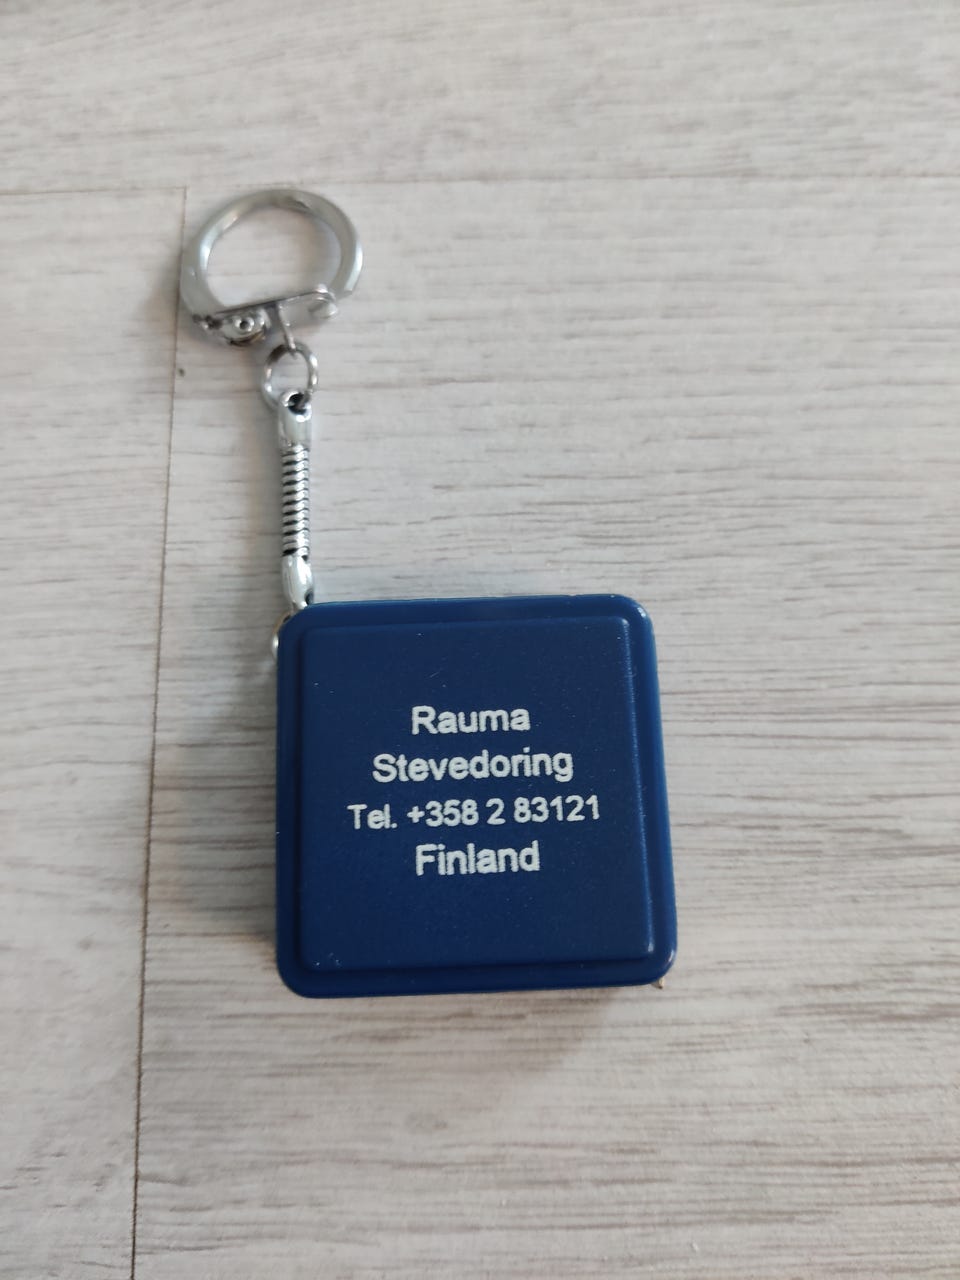 Rauma
Stevedoring
Tel. +358 2 83121
Finland